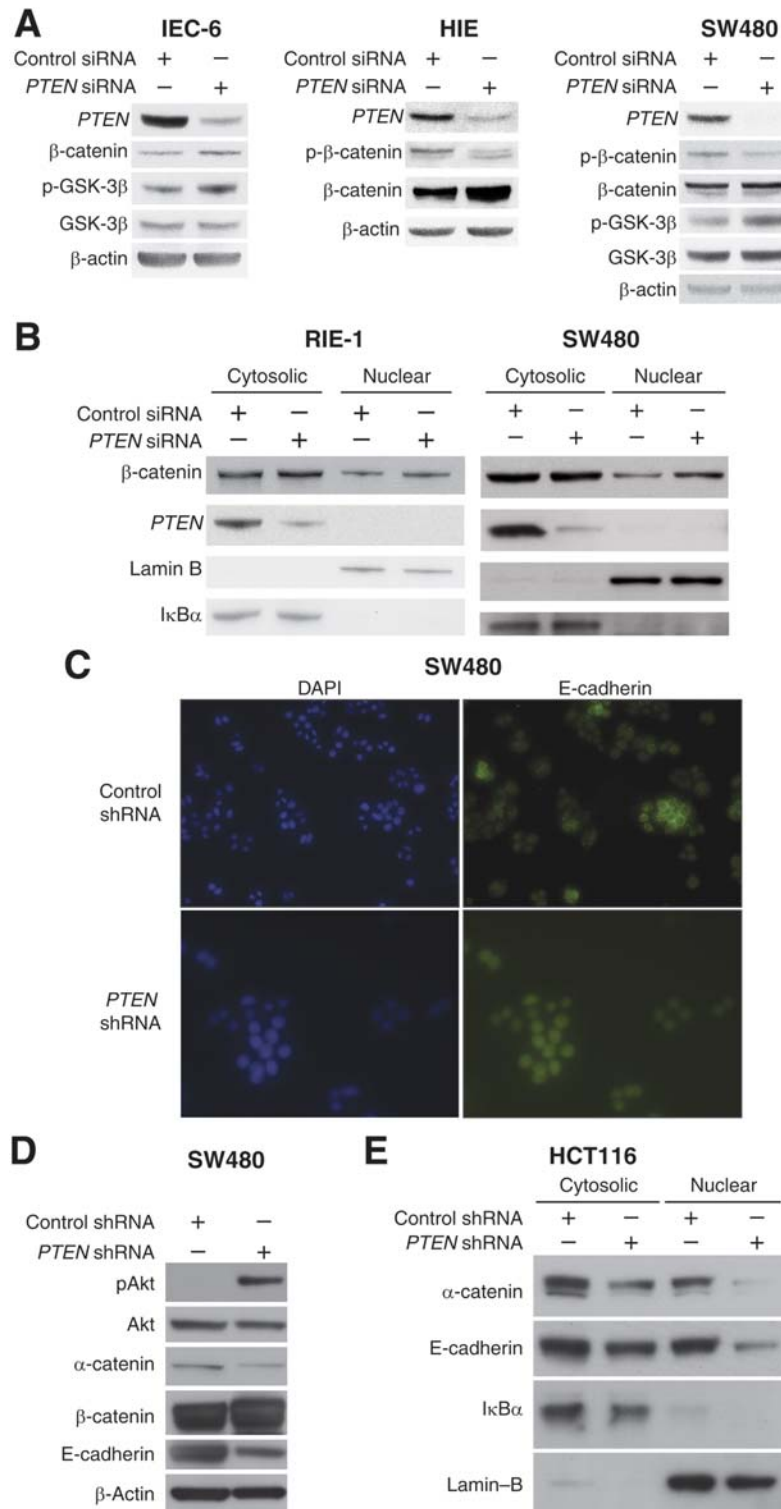 A
IEC-6
Control siRNA + –
PTEN siRNA – +
PTEN
β-catenin
p-GSK-3β
GSK-3β
β-actin
HIE
Control siRNA + –
PTEN siRNA – +
PTEN
p-β-catenin
β-catenin
β-actin
SW480
Control siRNA + –
PTEN siRNA – +
PTEN
p-β-catenin
β-catenin
p-GSK-3β
GSK-3β
β-actin
B
RIE-1 SW480
Cytosolic Nuclear Cytosolic Nuclear
Control siRNA + – + – + – + –
PTEN siRNA – + – + – + – +
β-catenin
PTEN
Lamin B
IκBα
C
SW480
DAPI E-cadherin
Control
shRNA
PTEN
shRNA
D
SW480
Control shRNA + –
PTEN shRNA – +
pAkt
Akt
α-catenin
β-catenin
E-cadherin
β-Actin
E
HCT116
Cytosolic Nuclear
Control shRNA + – + –
PTEN shRNA – + – +
α-catenin
E-cadherin
IκBα
Lamin–B